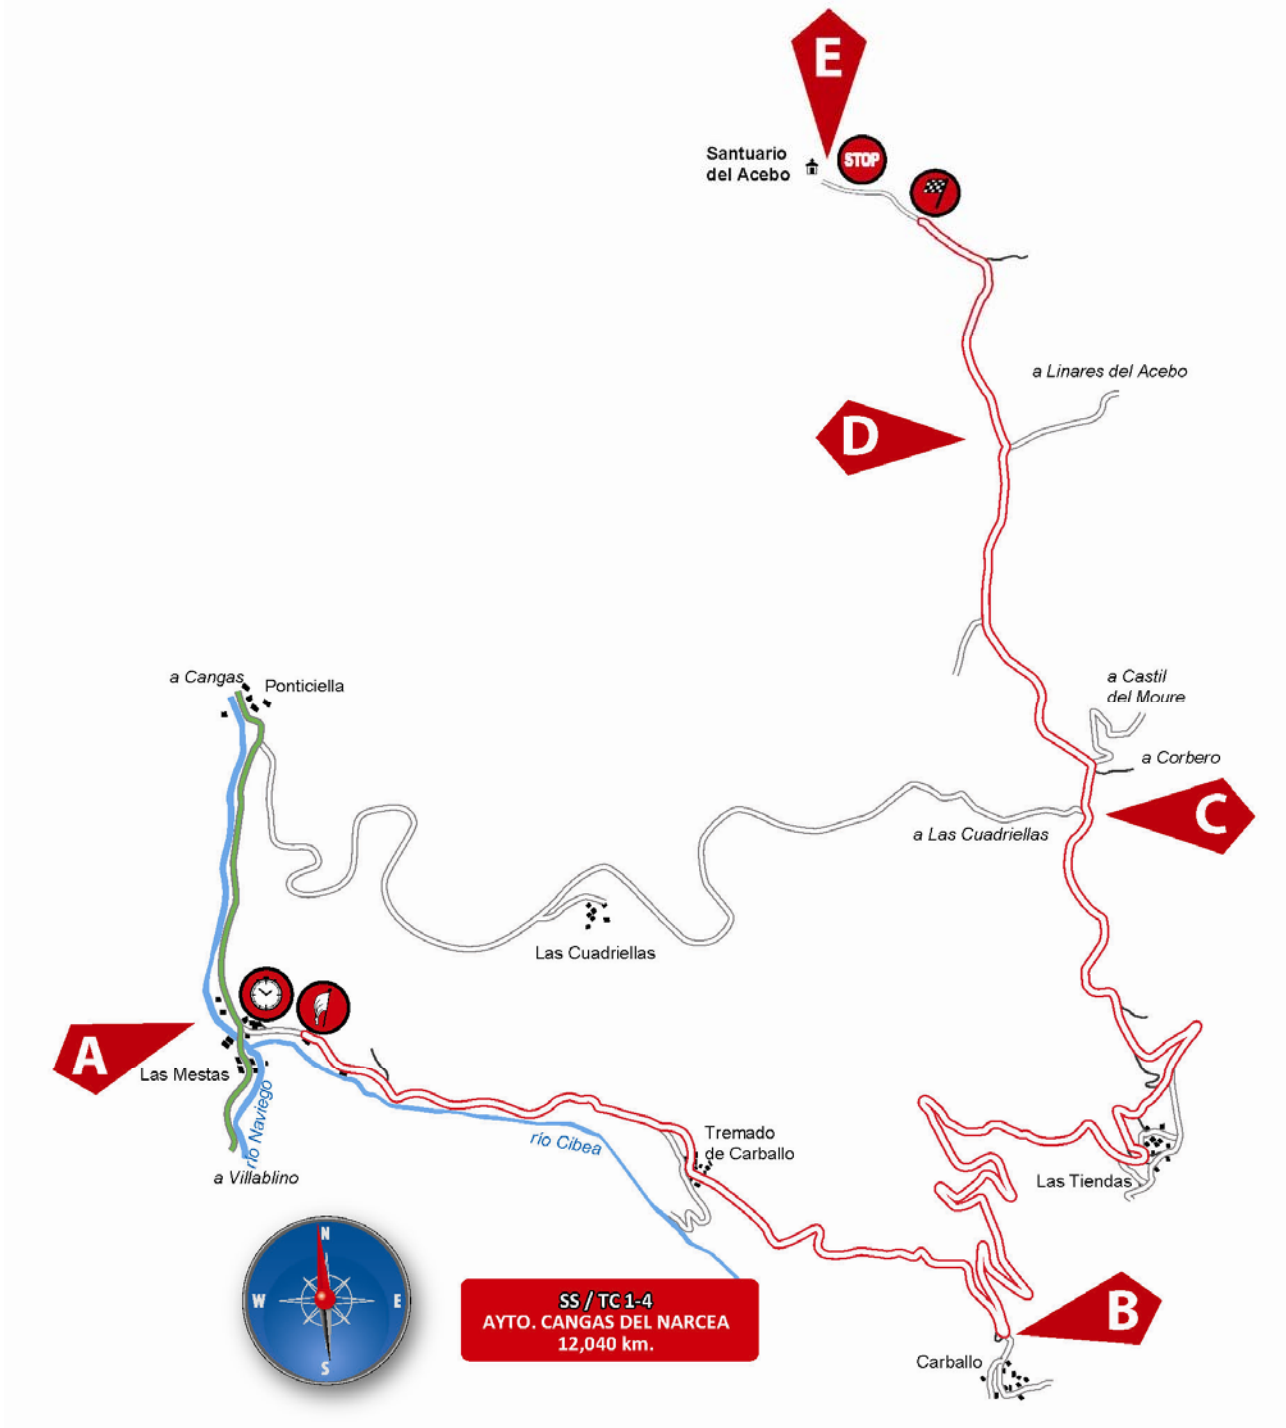 E
STOP
Santuario
del Acebo
a Linares del Acebo
D
a Castil
del Moure
a Cangas
Ponticiella
a Corbero
C
a Las Cuadriellas
Las Cuadriellas
A
Las Mestas
río Naviego
río Cibea
Tremado
de Carballo
a Villablino
Las Tiendas
N
W
E
S
SS / TC 1-4
AYTO. CANGAS DEL NARCEA
12,040 km.
B
Carballo